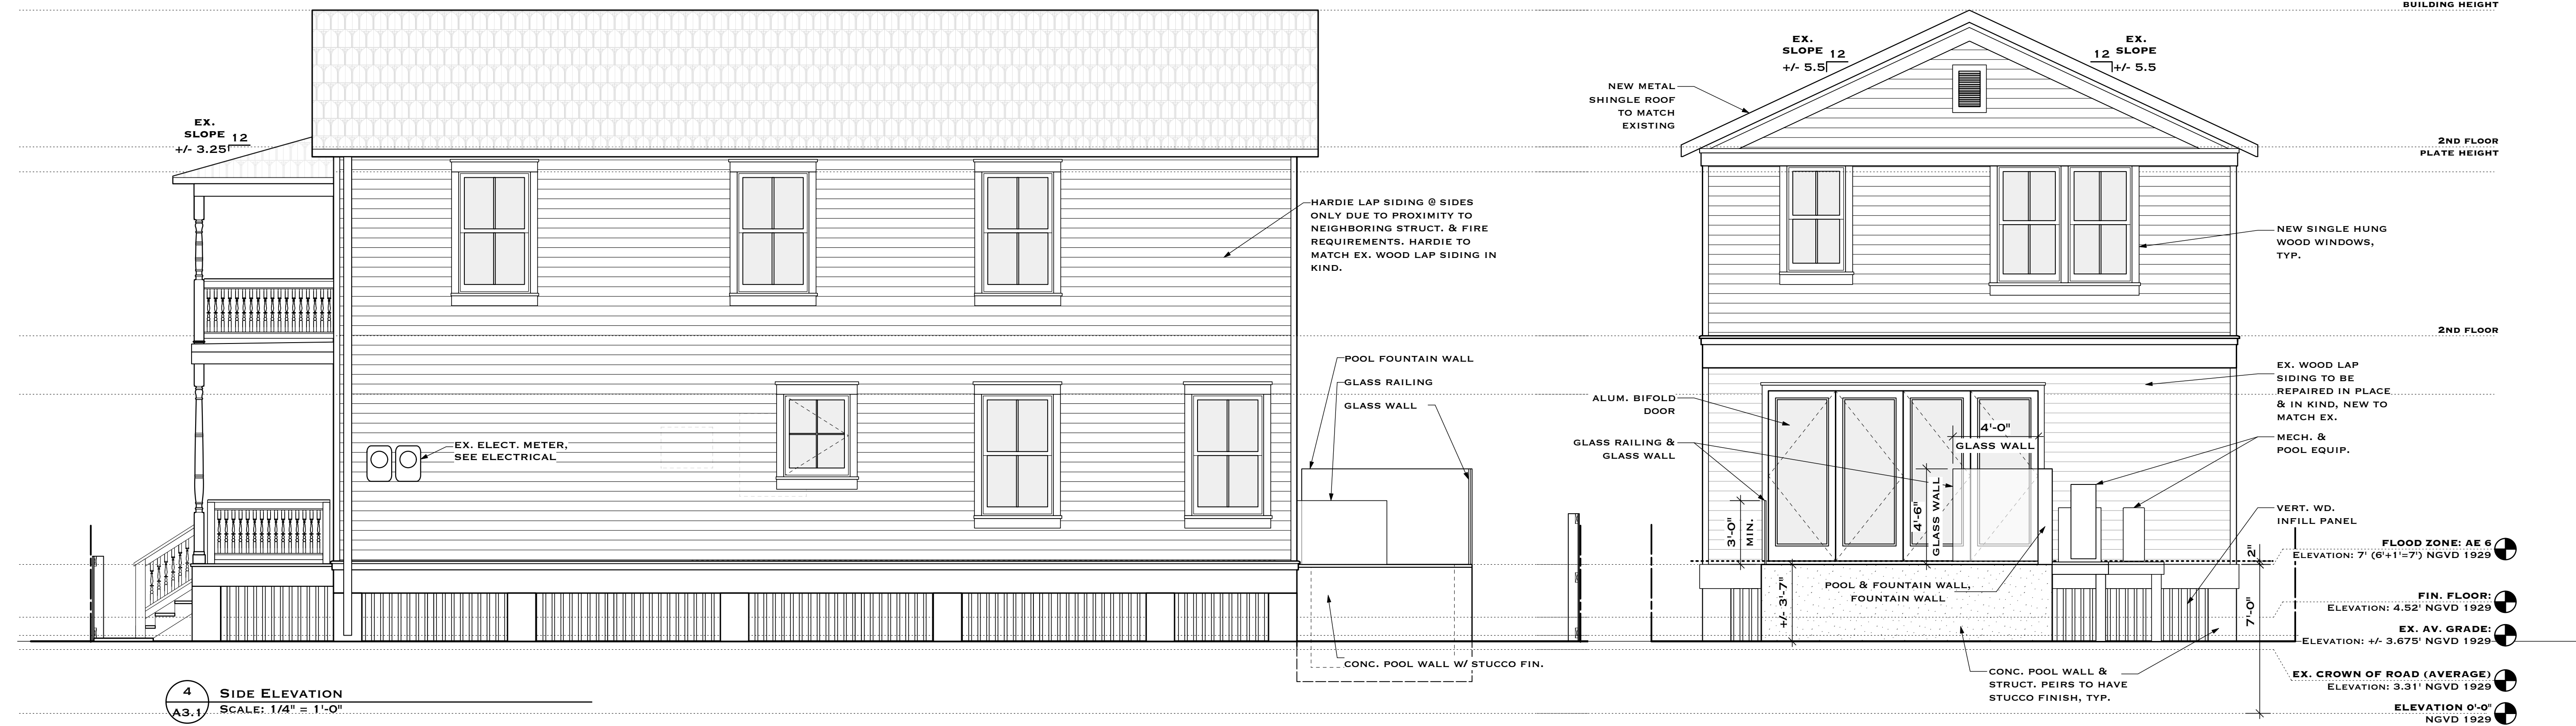 BUILDING HEIGHT
EX.
SLOPE
12
+/- 3.25
EX.
SLOPE
12
+/- 5.5
EX.
SLOPE
12
+/- 5.5
NEW METAL
SHINGLE ROOF
TO MATCH
EXISTING
2ND FLOOR
PLATE HEIGHT
HARDIE LAP SIDING @ SIDES
ONLY DUE TO PROXIMITY TO
NEIGHBORING STRUCT. & FIRE
REQUIREMENTS. HARDIE TO
MATCH EX. WOOD LAP SIDING IN
KIND.
NEW SINGLE HUNG
WOOD WINDOWS,
TYP.
2ND FLOOR
POOL FOUNTAIN WALL
GLASS RAILING
GLASS WALL
EX. ELECT. METER,
SEE ELECTRICAL
ALUM. BIFOLD
DOOR
GLASS RAILING &
GLASS WALL
4'-0"
GLASS WALL
4'-6"
GLASS WALL
3'-0"
MIN.
EX. WOOD LAP
SIDING TO BE
REPAIRED IN PLACE
& IN KIND, NEW TO
MATCH EX.
MECH. &
POOL EQUIP.
VERT. WD.
INFILL PANEL
POOL & FOUNTAIN WALL,
FOUNTAIN WALL
+/- 3'-7"
2"
7'-0"
FLOOD ZONE: AE 6
ELEVATION: 7' (6'+1'=7') NGVD 1929
FIN. FLOOR:
ELEVATION: 4.52' NGVD 1929
EX. AV. GRADE:
ELEVATION: +/- 3.675' NGVD 1929
EX. CROWN OF ROAD (AVERAGE)
ELEVATION: 3.31' NGVD 1929
ELEVATION 0'-0"
NGVD 1929
CONC. POOL WALL W/ STUCCO FIN.
CONC. POOL WALL &
STRUCT. PEIRS TO HAVE
STUCCO FINISH, TYP.
4
A3.1
SIDE ELEVATION
SCALE: 1/4" = 1'-0"